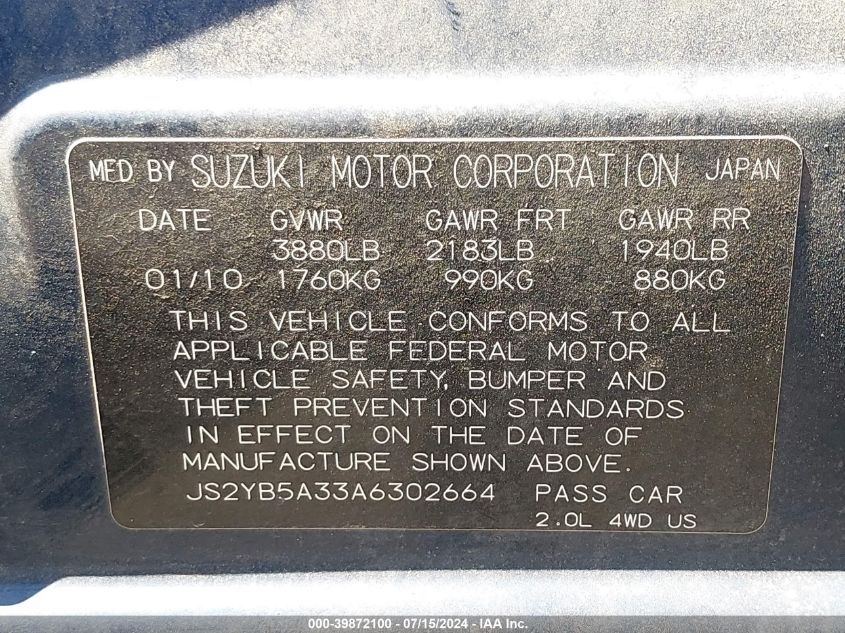 MFD BY SUZUKI MOTOR CORPORATION JAPAN
DATE GVWR GAWR FRT GAWR RR
3880LB 2183LB 1940LB
01/10 1760KG 990KG 880KG
THIS VEHICLE CONFORMS TO ALL
APPLICABLE FEDERAL MOTOR
VEHICLE SAFETY, BUMPER AND
THEFT PREVENTION STANDARDS
IN EFFECT ON THE DATE OF
MANUFACTURE SHOWN ABOVE.
JS2YB5A33A6302664 PASS CAR
2.0L 4WD US
000-39872100 - 07/15/2024 - IAA Inc.